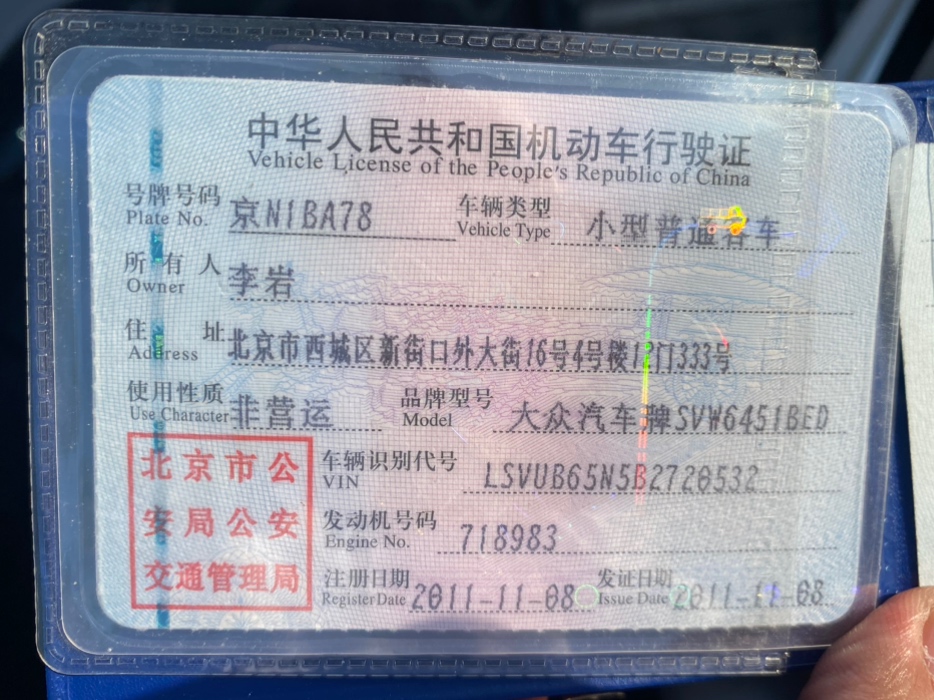 中华人民共和国机动车行驶证
Vehicle License of the People's Republic of China
号牌号码 京N1BA78 车辆类型 小型普通客车
Plate No. Vehicle Type
所有人 李岩
Owner
住址 北京市西城区新街口外大街16号4号楼12门333号
Address
使用性质 非营运 品牌型号 大众汽车牌SVW6451BED
Use Character Model
北京市公安局公安交通管理局
车辆识别代号 LSVUB65N5B2720532
VIN
发动机号码 718983
Engine No.
注册日期 2011-11-08 发证日期 2011-11-08
Register Date Issue Date